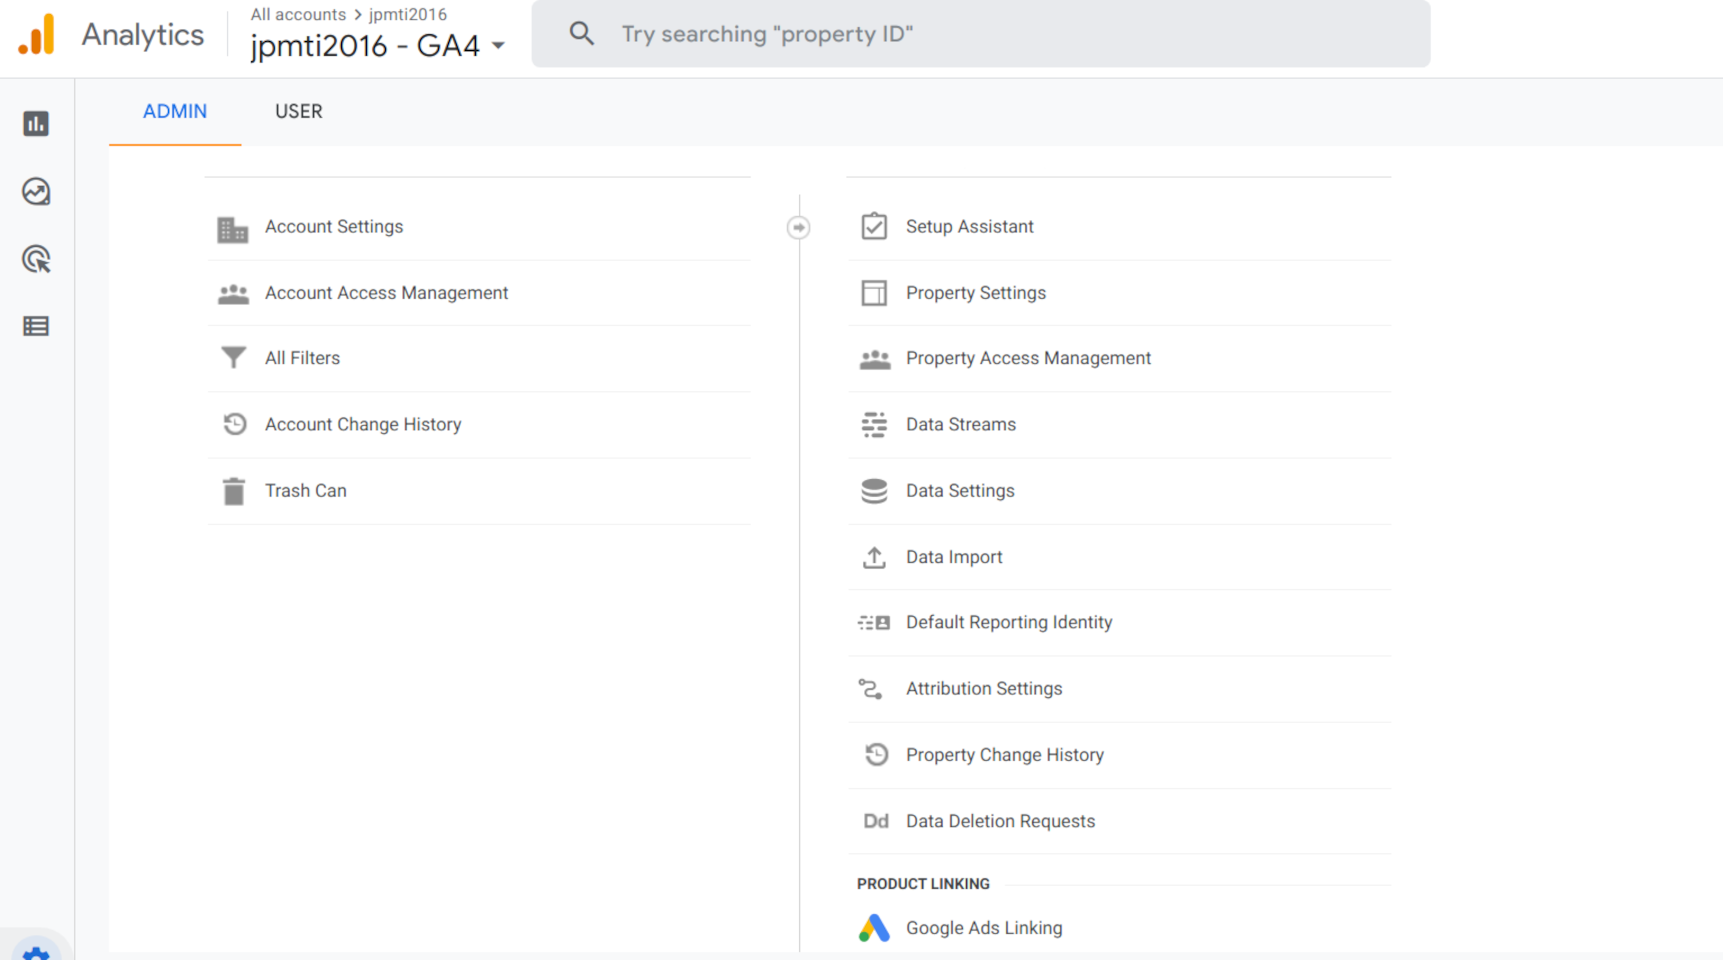 Analytics
All accounts > jpmti2016
jpmti2016 - GA4
Try searching "property ID"
ADMIN
USER
Account Settings
Account Access Management
All Filters
Account Change History
Trash Can
Setup Assistant
Property Settings
Property Access Management
Data Streams
Data Settings
Data Import
Default Reporting Identity
Attribution Settings
Property Change History
Dd Data Deletion Requests
PRODUCT LINKING
Google Ads Linking